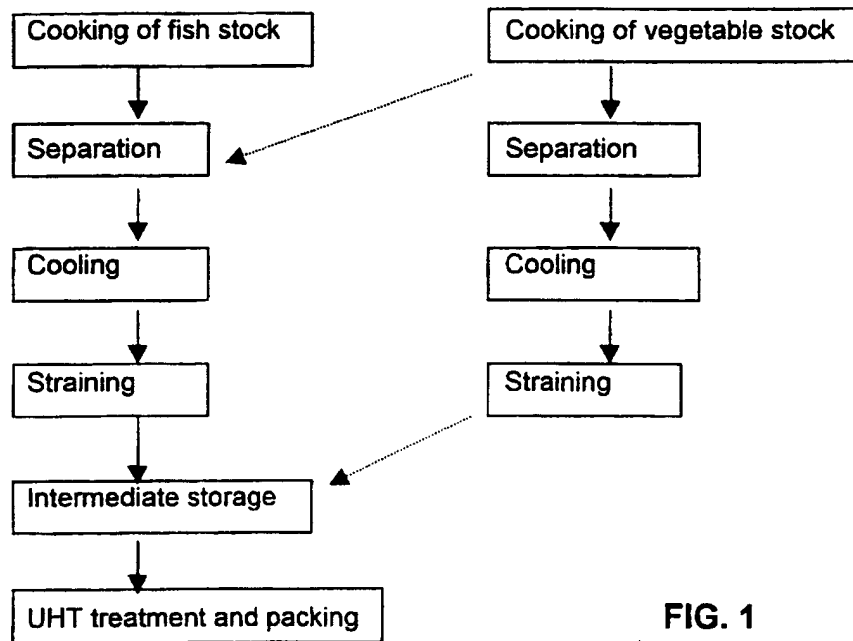 Cooking of fish stock
Cooking of vegetable stock
Separation
Separation
Cooling
Cooling
Straining
Straining
Intermediate storage
UHT treatment and packing
FIG. 1